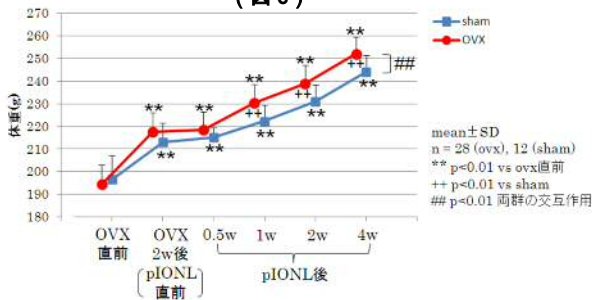 sham
OVX
270
260
250
240
230
220
210
200
190
180
体重(g)
**
**
**
**
**
**
**
**
**
**
++
++
++
##
mean±SD
n = 28 (ovx), 12 (sham)
** p<0.01 vs ovx直前
++ p<0.01 vs sham
## p<0.01 両群の交互作用
OVX
直前
OVX
2w後
pIONL
直前
0.5w
1w
2w
4w
pIONL後